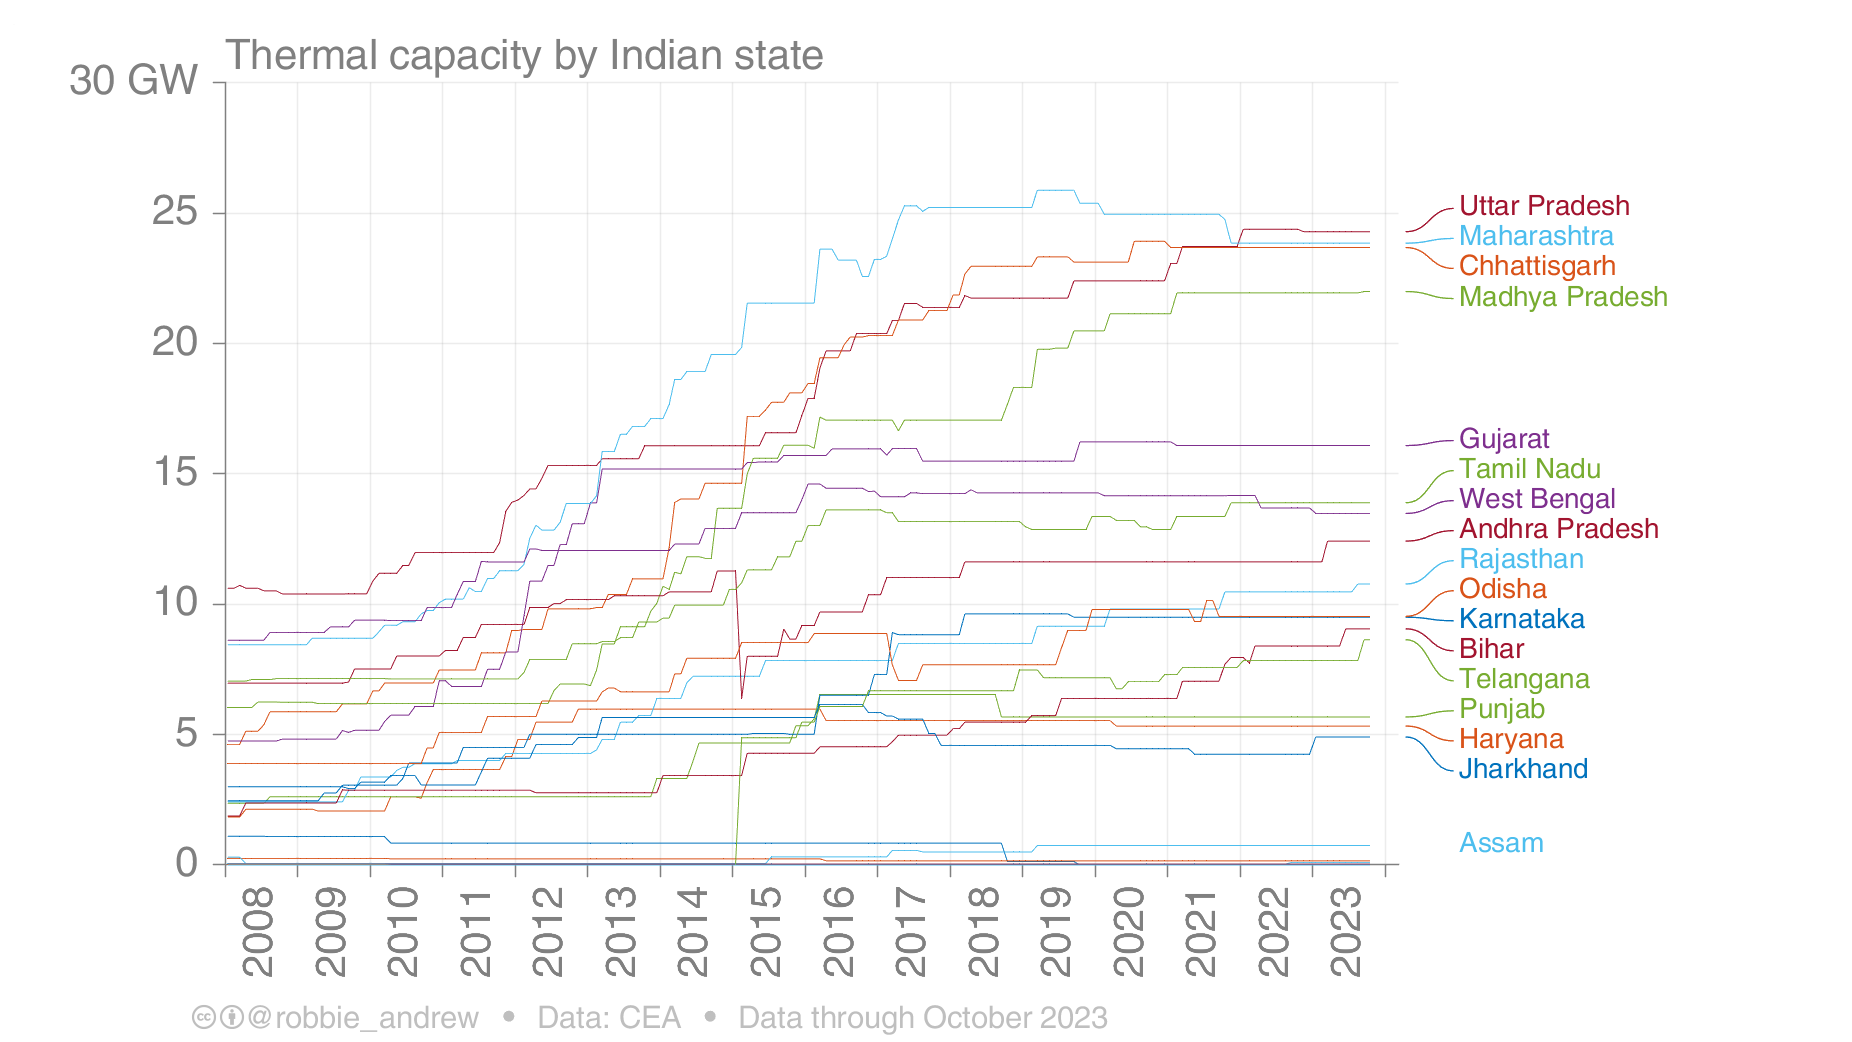 Thermal capacity by Indian state
30 GW
25
20
15
10
5
0
Uttar Pradesh
Maharashtra
Chhattisgarh
Madhya Pradesh
Gujarat
Tamil Nadu
West Bengal
Andhra Pradesh
Rajasthan
Odisha
Karnataka
Bihar
Telangana
Punjab
Haryana
Jharkhand
Assam
2008 2009 2010 2011 2012 2013 2014 2015 2016 2017 2018 2019 2020 2021 2022 2023
cc @robbie_andrew • Data: CEA • Data through October 2023